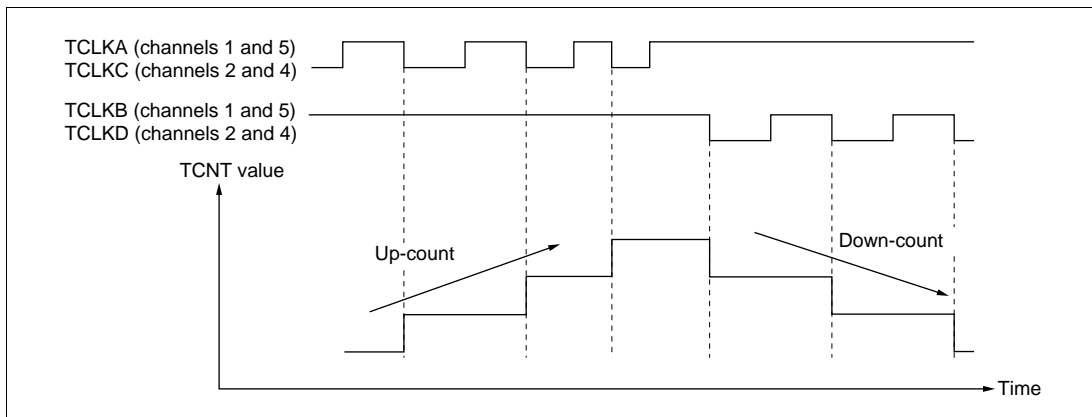 TCLKA (channels 1 and 5)
TCLKC (channels 2 and 4)
TCLKB (channels 1 and 5)
TCLKD (channels 2 and 4)
TCNT value
Up-count
Down-count
Time